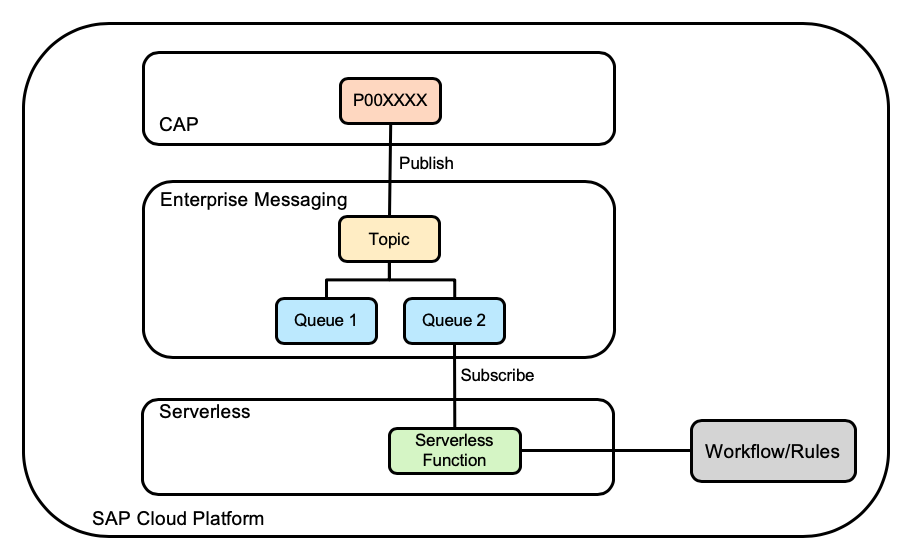 P00XXXX
CAP
Publish
Enterprise Messaging
Topic
Queue 1
Queue 2
Subscribe
Serverless
Serverless
Function
Workflow/Rules
SAP Cloud Platform